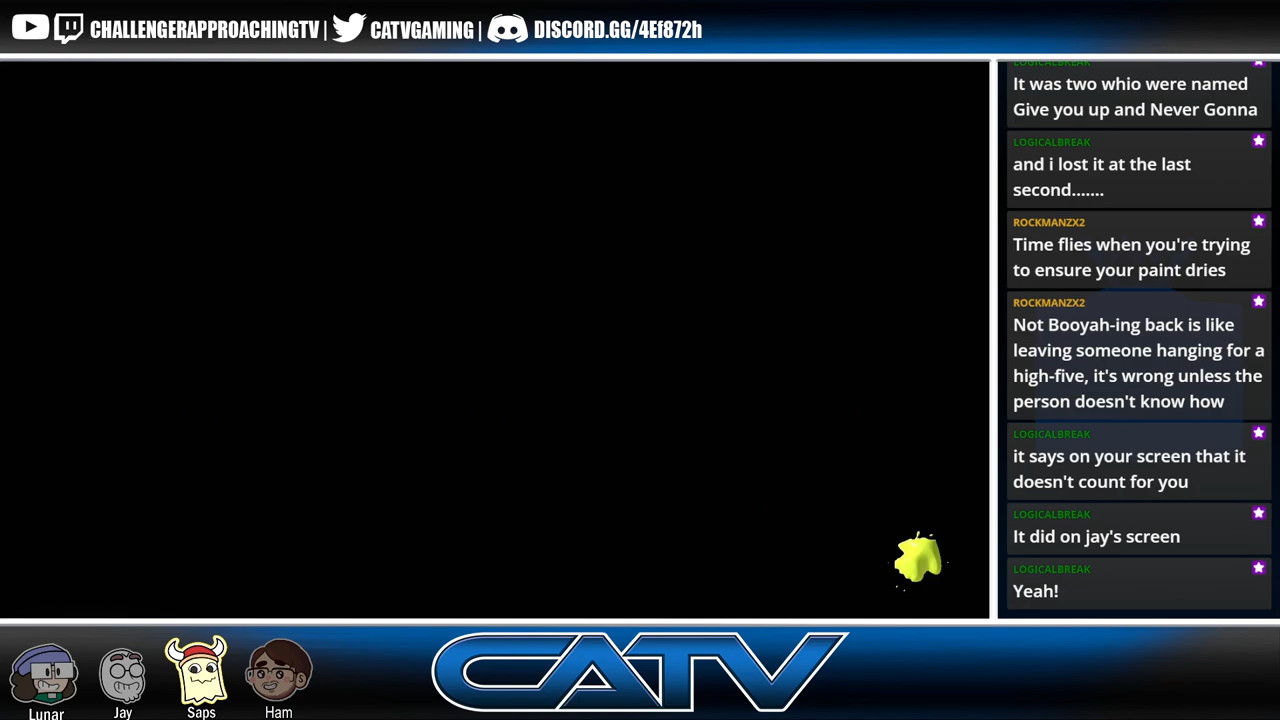 CHALLENGERAPPROACHINGTV | CATVGAMING | DISCORD.GG/4Ef872h
LOGICALBREAK
It was two whio were named
Give you up and Never Gonna
LOGICALBREAK
and i lost it at the last
second.......
ROCKMANZX2
Time flies when you're trying
to ensure your paint dries
ROCKMANZX2
Not Booyah-ing back is like
leaving someone hanging for a
high-five, it's wrong unless the
person doesn't know how
LOGICALBREAK
it says on your screen that it
doesn't count for you
LOGICALBREAK
It did on jay's screen
LOGICALBREAK
Yeah!
CATV
Lunar Jay Saps Ham